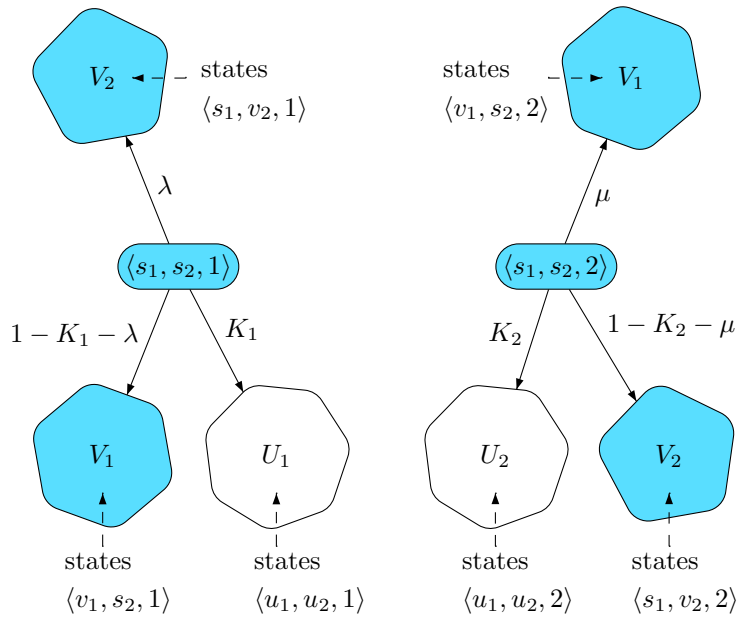 V₂
states
⟨s₁, v₂, 1⟩
λ
⟨s₁, s₂, 1⟩
1 − K₁ − λ
K₁
V₁
U₁
states
⟨v₁, s₂, 1⟩
states
⟨u₁, u₂, 1⟩
states
⟨v₁, s₂, 2⟩
V₁
μ
⟨s₁, s₂, 2⟩
K₂
1 − K₂ − μ
U₂
V₂
states
⟨u₁, u₂, 2⟩
states
⟨s₁, v₂, 2⟩